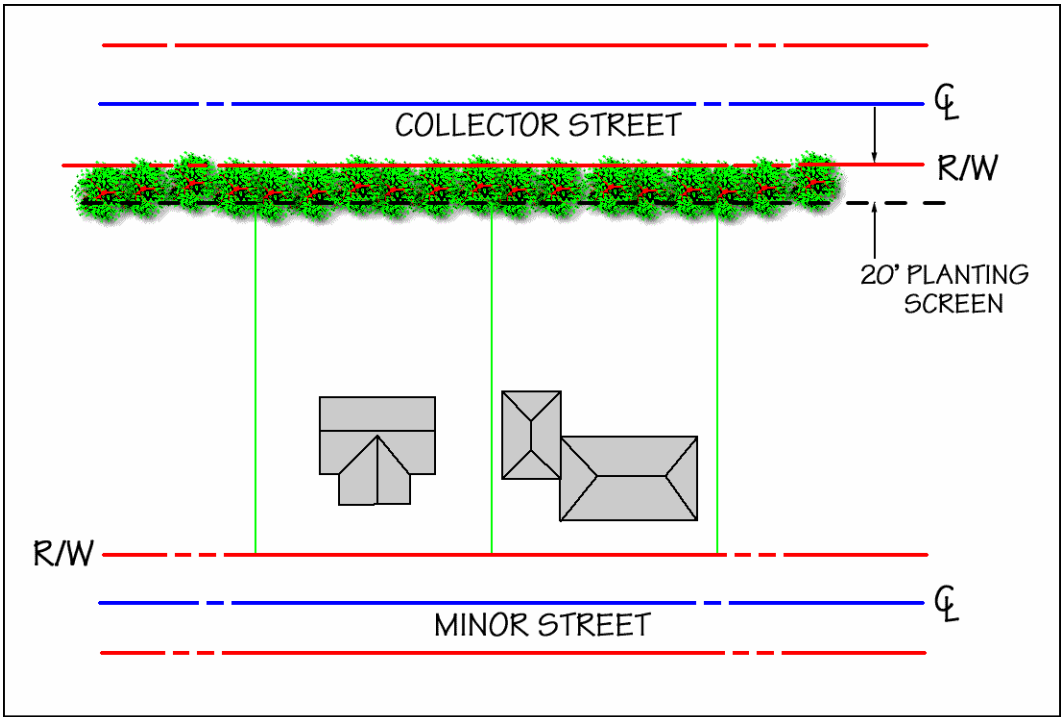 ℄
COLLECTOR STREET
R/W
20' PLANTING
SCREEN
R/W
℄
MINOR STREET